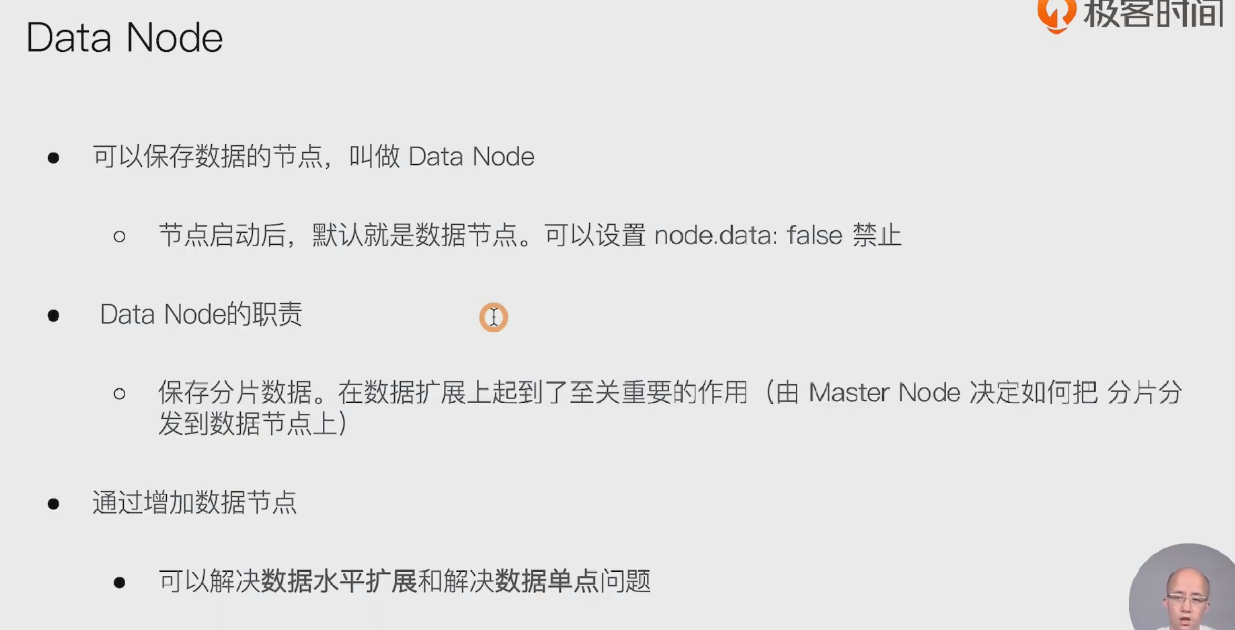 极客时间
Data Node
可以保存数据的节点，叫做 Data Node
节点启动后，默认就是数据节点。可以设置 node.data: false 禁止
Data Node的职责
保存分片数据。在数据扩展上起到了至关重要的作用（由 Master Node 决定如何把 分片分
发到数据节点上）
通过增加数据节点
可以解决数据水平扩展和解决数据单点问题